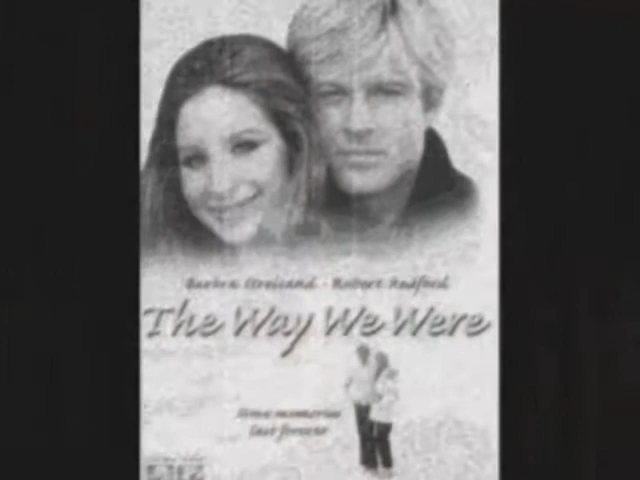 Barbra Streisand - Robert Redford
The Way We Were
Some memories
last forever